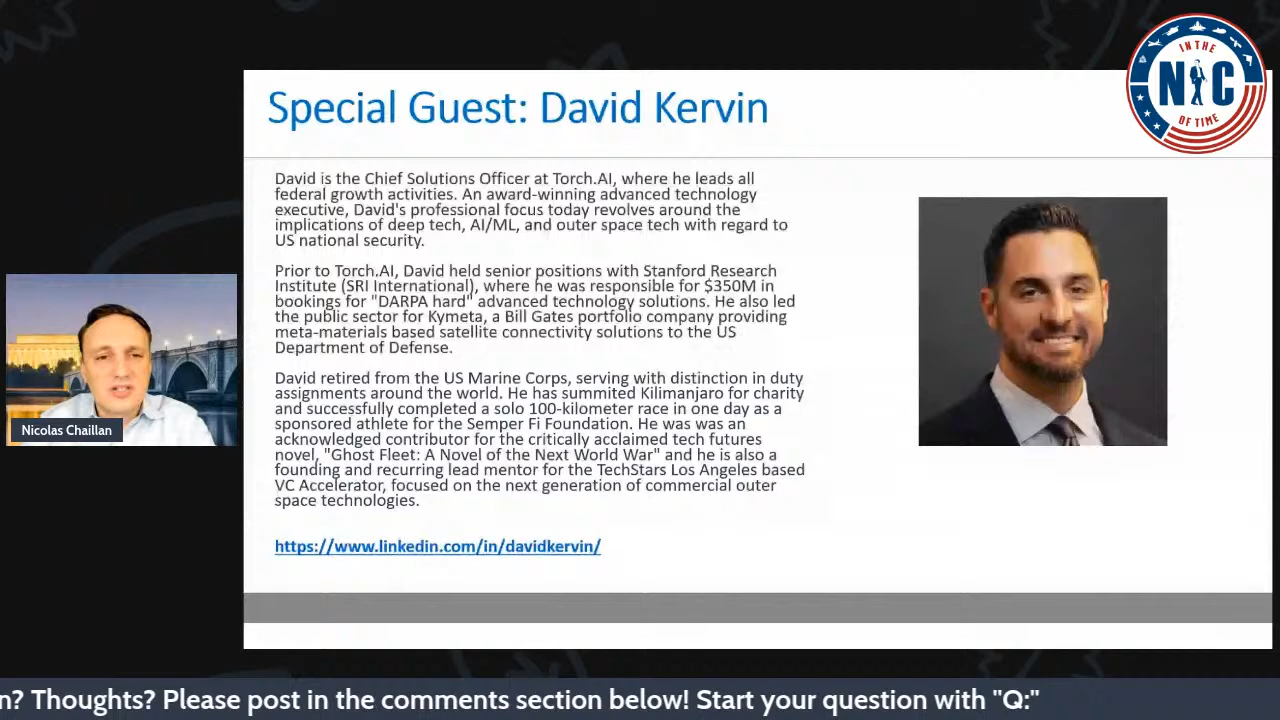 IN THE
NIC
OF TIME
Special Guest: David Kervin
David is the Chief Solutions Officer at Torch.AI, where he leads all
federal growth activities. An award-winning advanced technology
executive, David's professional focus today revolves around the
implications of deep tech, AI/ML, and outer space tech with regard to
US national security.
Prior to Torch.AI, David held senior positions with Stanford Research
Institute (SRI International), where he was responsible for $350M in
bookings for "DARPA hard" advanced technology solutions. He also led
the public sector for Kymeta, a Bill Gates portfolio company providing
meta-materials based satellite connectivity solutions to the US
Department of Defense.
David retired from the US Marine Corps, serving with distinction in duty
assignments around the world. He has summited Kilimanjaro for charity
and successfully completed a solo 100-kilometer race in one day as a
sponsored athlete for the Semper Fi Foundation. He was was an
acknowledged contributor for the critically acclaimed tech futures
novel, "Ghost Fleet: A Novel of the Next World War" and he is also a
founding and recurring lead mentor for the TechStars Los Angeles based
VC Accelerator, focused on the next generation of commercial outer
space technologies.
https://www.linkedin.com/in/davidkervin/
Nicolas Chaillan
n? Thoughts? Please post in the comments section below! Start your question with "Q:"